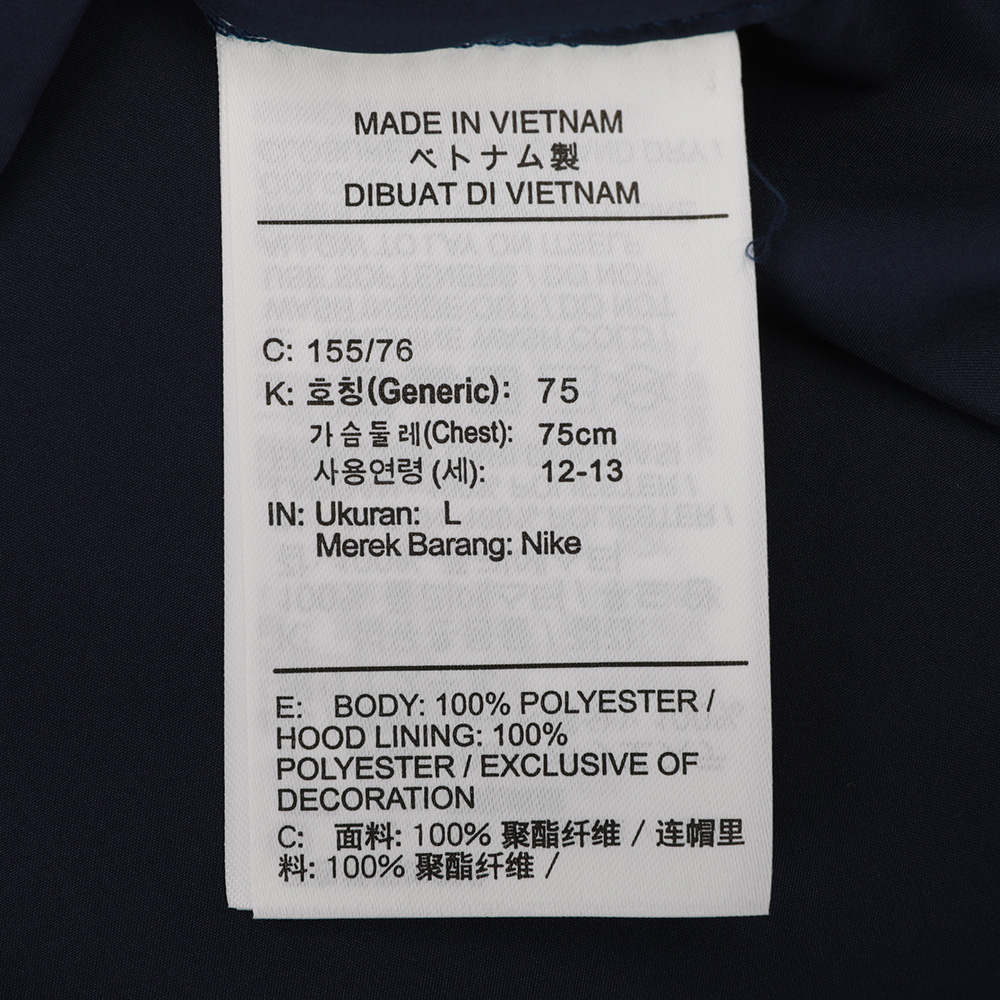 MADE IN VIETNAM
ベトナム製
DIBUAT DI VIETNAM
C: 155/76
K: 호칭(Generic): 75
가슴둘레(Chest): 75cm
사용연령 (세): 12-13
IN: Ukuran: L
Merek Barang: Nike
E: BODY: 100% POLYESTER /
HOOD LINING: 100%
POLYESTER / EXCLUSIVE OF
DECORATION
C: 面料: 100% 聚酯纤维 / 连帽里
料: 100% 聚酯纤维 /